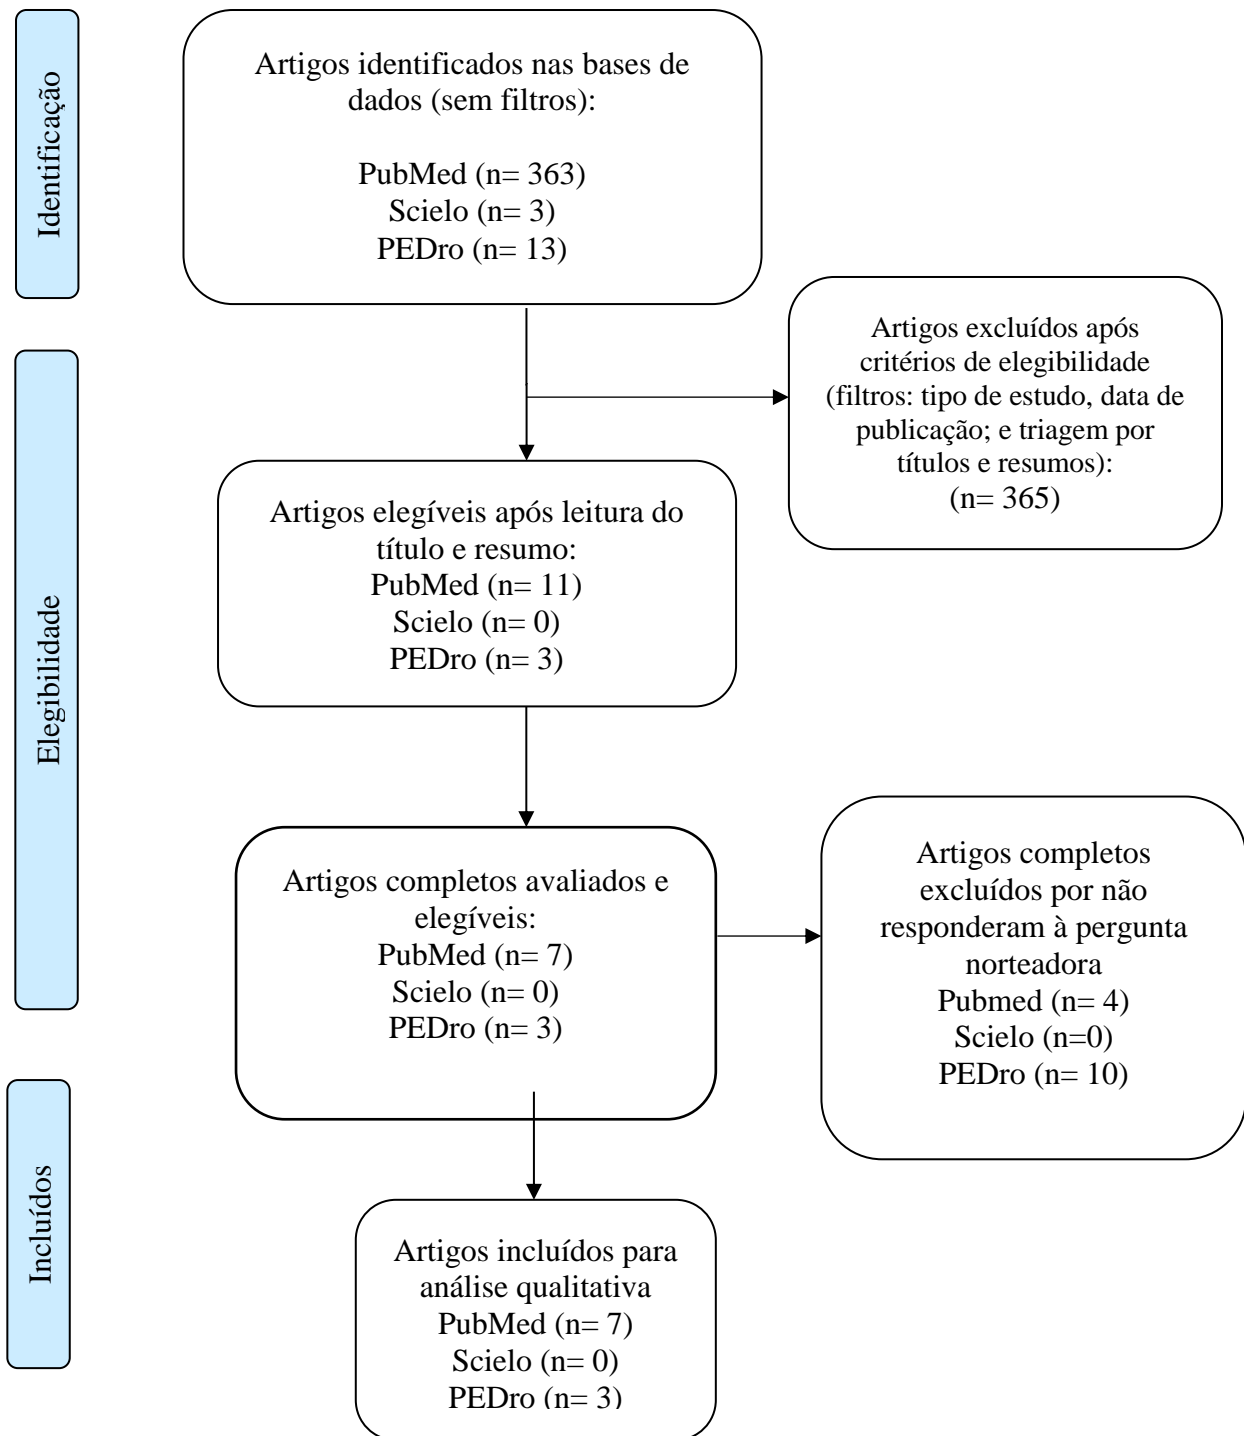 Identificação
Artigos identificados nas bases de
dados (sem filtros):
PubMed (n= 363)
Scielo (n= 3)
PEDro (n= 13)
Artigos excluídos após
critérios de elegibilidade
(filtros: tipo de estudo, data de
publicação; e triagem por
títulos e resumos):
(n= 365)
Elegibilidade
Artigos elegíveis após leitura do
título e resumo:
PubMed (n= 11)
Scielo (n= 0)
PEDro (n= 3)
Artigos completos avaliados e
elegíveis:
PubMed (n= 7)
Scielo (n= 0)
PEDro (n= 3)
Artigos completos
excluídos por não
responderam à pergunta
norteadora
Pubmed (n= 4)
Scielo (n=0)
PEDro (n= 10)
Incluídos
Artigos incluídos para
análise qualitativa
PubMed (n= 7)
Scielo (n= 0)
PEDro (n= 3)